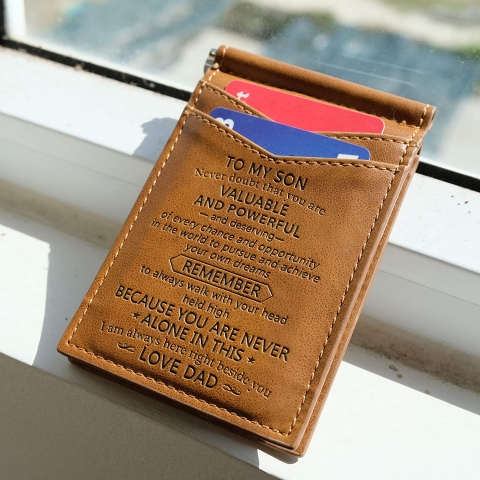 TO MY SON
Never doubt that you are
VALUABLE
AND POWERFUL
—and deserving—
of every chance and opportunity
in the world to pursue and achieve
your own dreams
REMEMBER
to always walk with your head
held high
BECAUSE YOU ARE NEVER
★ ALONE IN THIS ★
I am always here right beside you
LOVE DAD